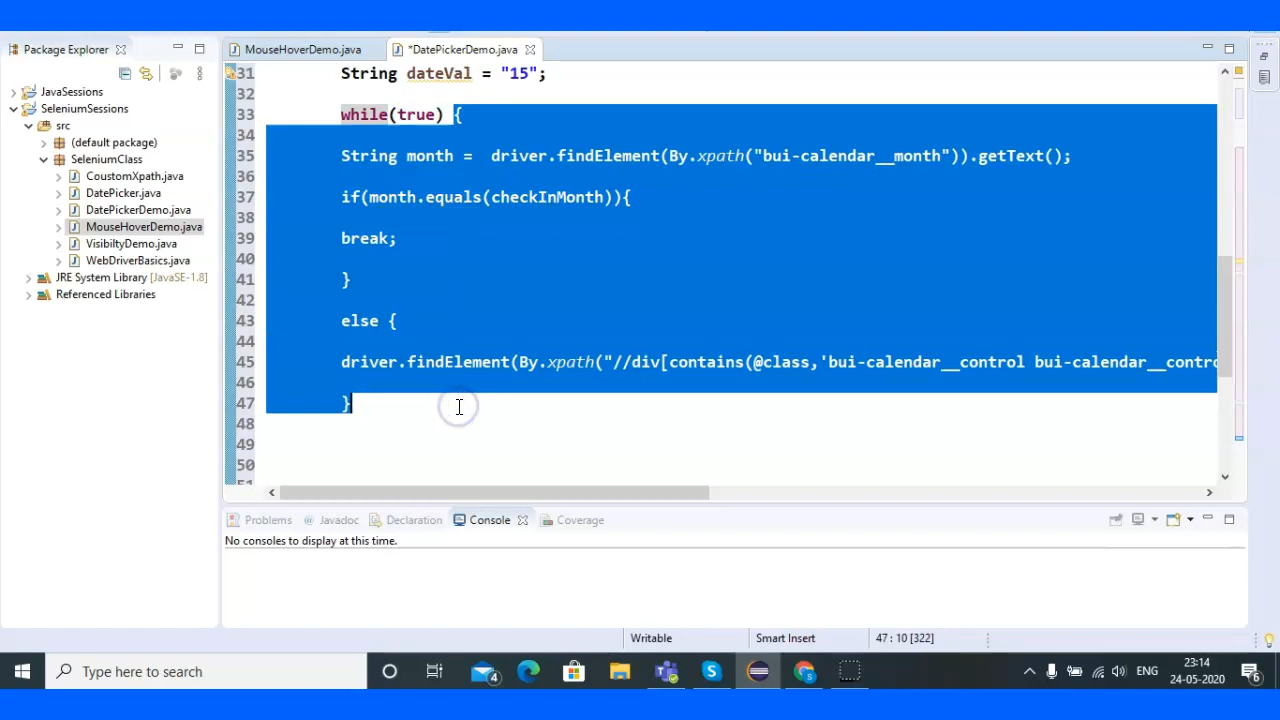 Package Explorer
MouseHoverDemo.java
*DatePickerDemo.java
JavaSessions
SeleniumSessions
src
(default package)
SeleniumClass
CoustomXpath.java
DatePicker.java
DatePickerDemo.java
MouseHoverDemo.java
VisibiltyDemo.java
WebDriverBasics.java
JRE System Library [JavaSE-1.8]
Referenced Libraries
31 String dateVal = "15";
32
33 while(true) {
34
35 String month = driver.findElement(By.xpath("bui-calendar__month")).getText();
36
37 if(month.equals(checkInMonth)){
38
39 break;
40
41 }
42
43 else {
44
45 driver.findElement(By.xpath("//div[contains(@class,'bui-calendar__control bui-calendar__contro
46
47 }
48
49
50
51
Problems Javadoc Declaration Console Coverage
No consoles to display at this time.
Writable Smart Insert 47 : 10 [322]
Type here to search
4
ENG
23:14
24-05-2020
6